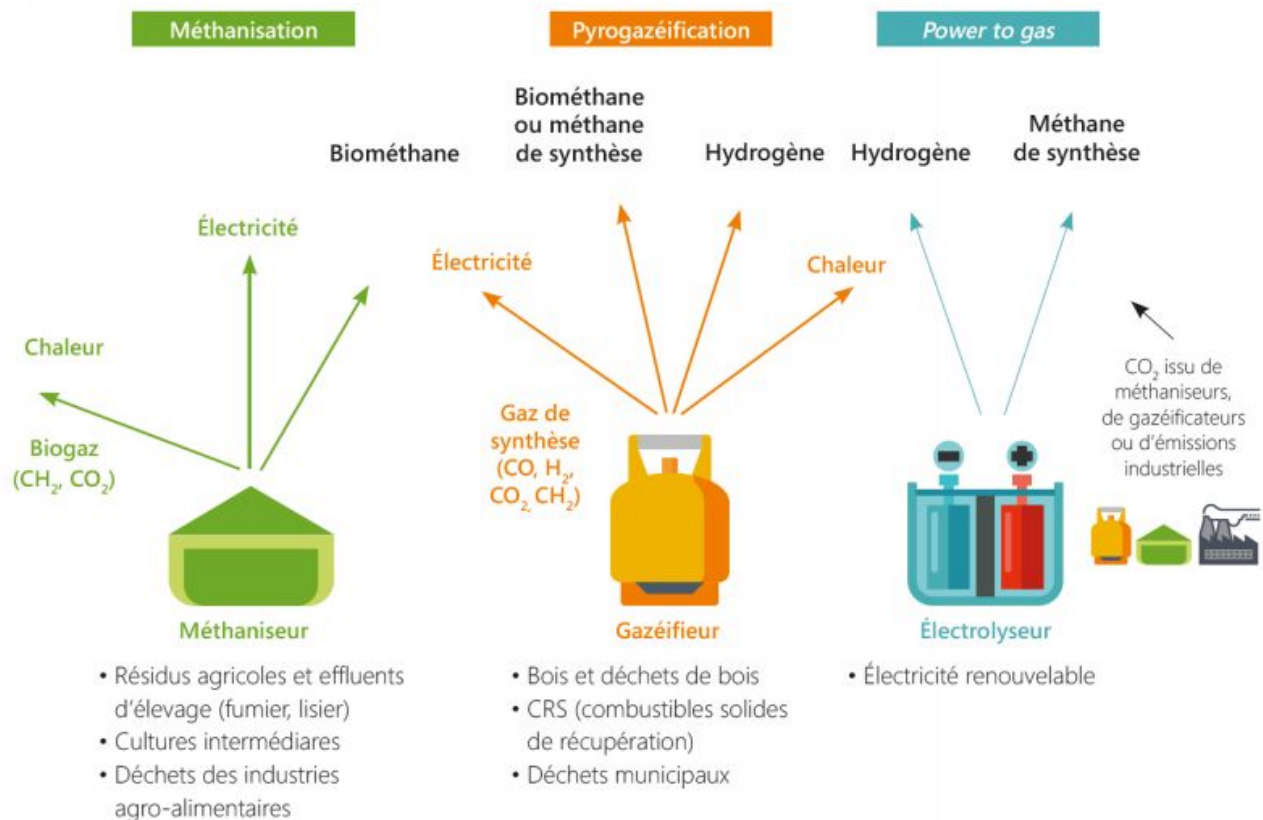 Méthanisation
Pyrogazéification
Power to gas
Biométhane
ou méthane
de synthèse
Méthane
de synthèse
Biométhane
Hydrogène
Hydrogène
Électricité
Électricité
Chaleur
Chaleur
CO₂ issu de
méthaniseurs,
de gazéificateurs
ou d'émissions
industrielles
Biogaz
(CH₂, CO₂)
Gaz de
synthèse
(CO, H₂,
CO₂, CH₂)
Méthaniseur
Gazéifieur
Électrolyseur
• Résidus agricoles et effluents
d'élevage (fumier, lisier)
• Cultures intermédiares
• Déchets des industries
agro-alimentaires
• Bois et déchets de bois
• CRS (combustibles solides
de récupération)
• Déchets municipaux
• Électricité renouvelable